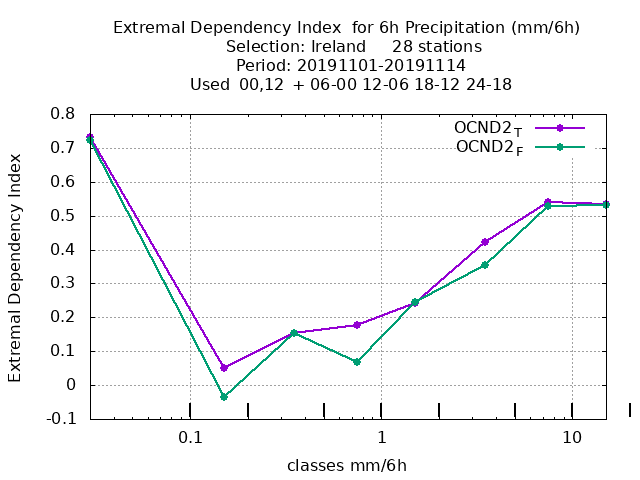 Extremal Dependency Index  for 6h Precipitation (mm/6h)
Selection: Ireland     28 stations
Period: 20191101-20191114
Used  00,12  + 06-00 12-06 18-12 24-18
OCND2T
OCND2F
0.8
0.7
0.6
0.5
0.4
0.3
0.2
0.1
0
-0.1
Extremal Dependency Index
0.1 1 10
classes mm/6h